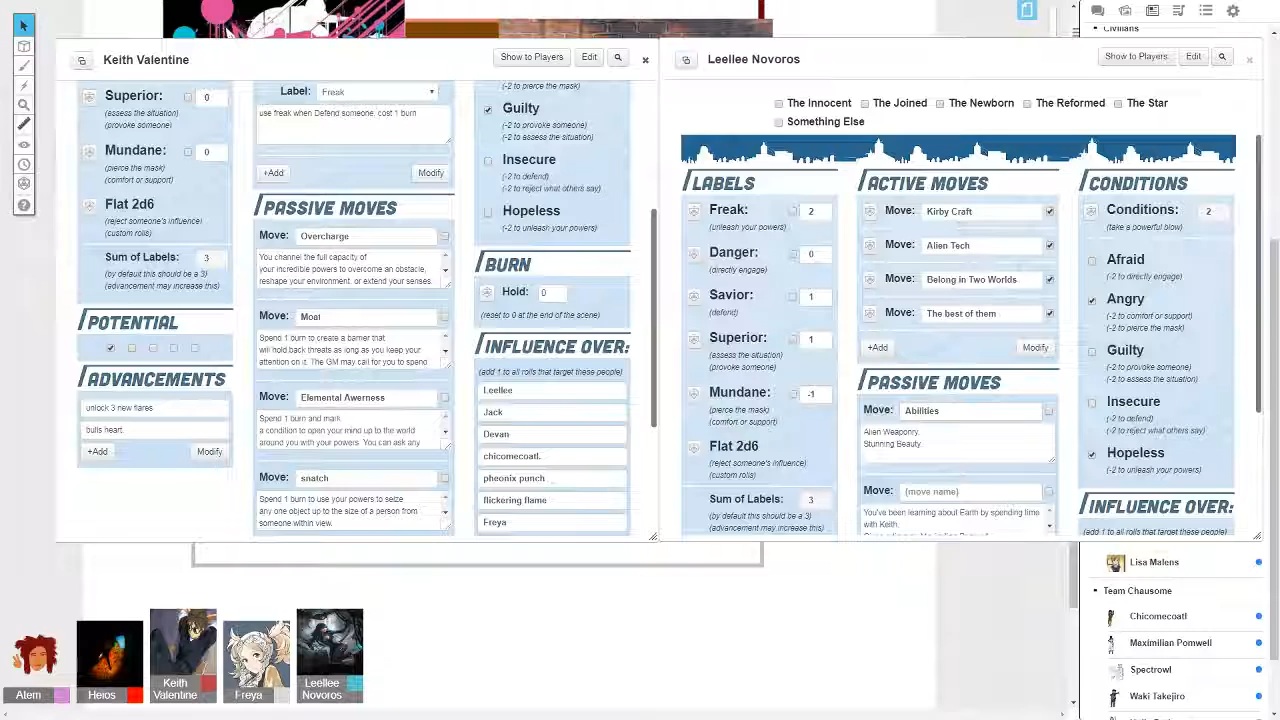 Civilians
Keith Valentine
Show to Players
Edit
Leellee Novoros
Show to Players
Edit
Superior:
0
(assess the situation)
(provoke someone)
Mundane:
0
(pierce the mask)
(comfort or support)
Flat 2d6
(reject someone's influence)
(custom rolls)
Sum of Labels:
3
(by default this should be a 3)
(advancement may increase this)
POTENTIAL
ADVANCEMENTS
unlock 3 new flares
bulls heart.
+Add
Modify
Label:
Freak
use freak when Defend someone. cost 1 burn
+Add
Modify
PASSIVE MOVES
Move:
Overcharge
You channel the full capacity of
your incredible powers to overcome an obstacle,
reshape your environment, or extend your senses.
Move:
Moat
Spend 1 burn to create a barrier that
will hold back threats as long as you keep your
attention on it. The GM may call for you to spend
Move:
Elemental Awerness
Spend 1 burn and mark
a condition to open your mind up to the world
around you with your powers. You can ask any
Move:
snatch
Spend 1 burn to use your powers to seize
any one object up to the size of a person from
someone within view.
(-2 to pierce the mask)
Guilty
(-2 to provoke someone)
(-2 to assess the situation)
Insecure
(-2 to defend)
(-2 to reject what others say)
Hopeless
(-2 to unleash your powers)
BURN
Hold:
0
(reset to 0 at the end of the scene)
INFLUENCE OVER:
(add 1 to all rolls that target these people)
Leellee
Jack
Devan
chicomecoatl.
pheonix punch
flickering flame
Freya
The Innocent
The Joined
The Newborn
The Reformed
The Star
Something Else
LABELS
Freak:
2
(unleash your powers)
Danger:
0
(directly engage)
Savior:
1
(defend)
Superior:
1
(assess the situation)
(provoke someone)
Mundane:
-1
(pierce the mask)
(comfort or support)
Flat 2d6
(reject someone's influence)
(custom rolls)
Sum of Labels:
3
(by default this should be a 3)
(advancement may increase this)
ACTIVE MOVES
Move:
Kirby Craft
Move:
Alien Tech
Move:
Belong in Two Worlds
Move:
The best of them
+Add
Modify
PASSIVE MOVES
Move:
Abilities
Alien Weaponry.
Stunning Beauty.
Move:
(move name)
You've been learning about Earth by spending time
with Keith.
CONDITIONS
Conditions:
2
(take a powerful blow)
Afraid
(-2 to directly engage)
Angry
(-2 to comfort or support)
(-2 to pierce the mask)
Guilty
(-2 to provoke someone)
(-2 to assess the situation)
Insecure
(-2 to defend)
(-2 to reject what others say)
Hopeless
(-2 to unleash your powers)
INFLUENCE OVER:
(add 1 to all rolls that target these people)
Lisa Malens
Team Chausome
Chicomecoatl
Maximilian Pomwell
Spectrowl
Waki Takejiro
Atem
Heios
Keith
Valentine
Freya
Leellee
Novoros